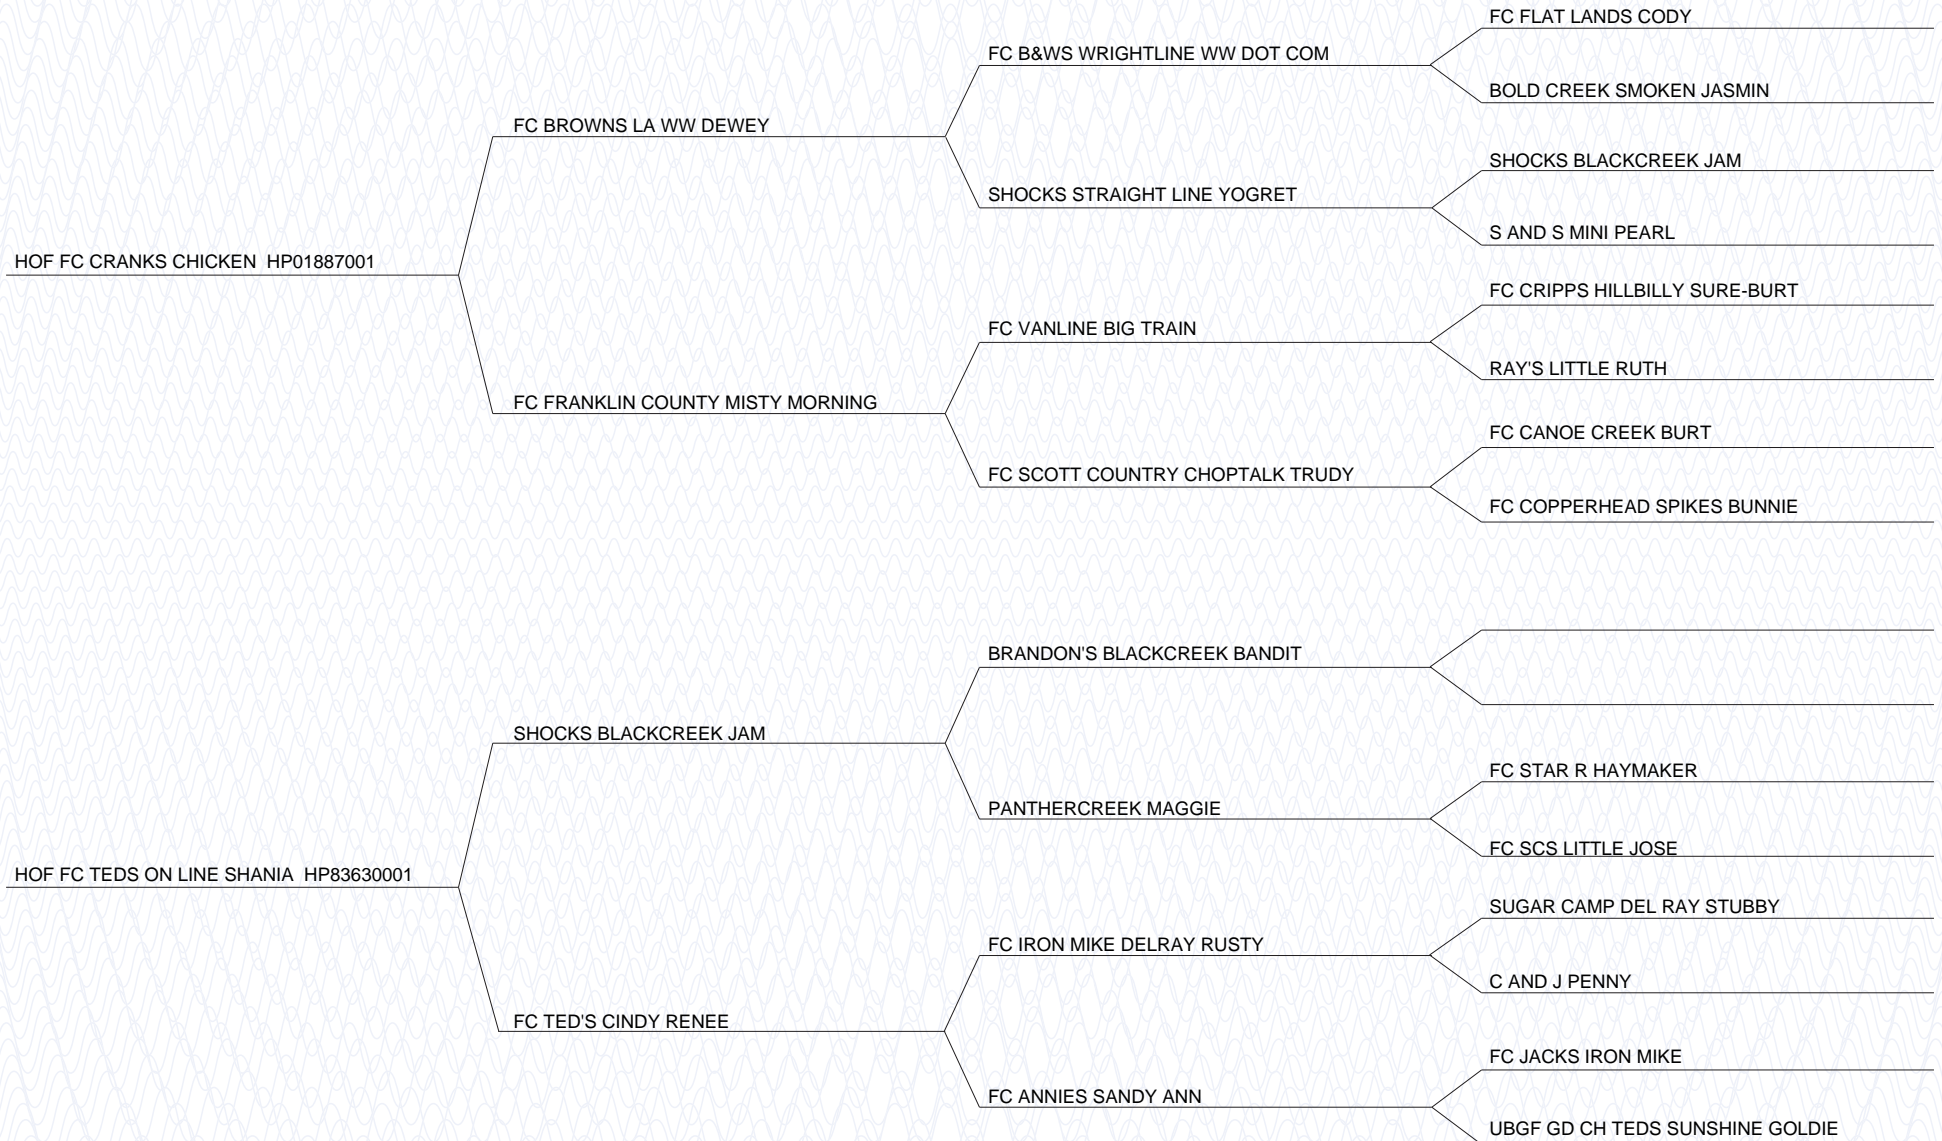 FC FLAT LANDS CODY
FC B&WS WRIGHTLINE WW DOT COM
BOLD CREEK SMOKEN JASMIN
FC BROWNS LA WW DEWEY
SHOCKS BLACKCREEK JAM
SHOCKS STRAIGHT LINE YOGRET
S AND S MINI PEARL
HOF FC CRANKS CHICKEN HP01887001
FC CRIPPS HILLBILLY SURE-BURT
FC VANLINE BIG TRAIN
RAY'S LITTLE RUTH
FC FRANKLIN COUNTY MISTY MORNING
FC CANOE CREEK BURT
FC SCOTT COUNTRY CHOPTALK TRUDY
FC COPPERHEAD SPIKES BUNNIE
BRANDON'S BLACKCREEK BANDIT
SHOCKS BLACKCREEK JAM
FC STAR R HAYMAKER
PANTHERCREEK MAGGIE
FC SCS LITTLE JOSE
HOF FC TEDS ON LINE SHANIA HP83630001
SUGAR CAMP DEL RAY STUBBY
FC IRON MIKE DELRAY RUSTY
C AND J PENNY
FC TED'S CINDY RENEE
FC JACKS IRON MIKE
FC ANNIES SANDY ANN
UBGF GD CH TEDS SUNSHINE GOLDIE